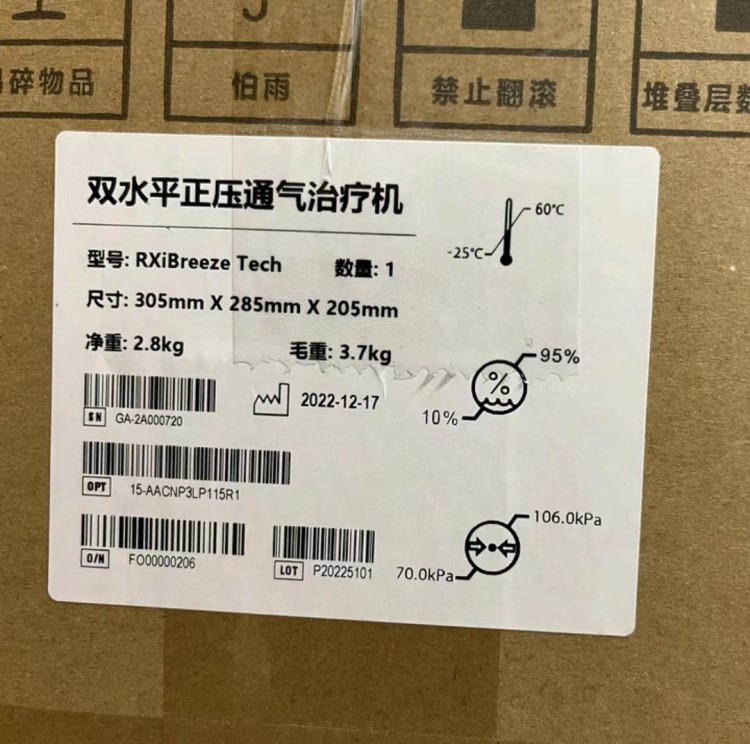 碎物品
怕雨
禁止翻滚
堆叠层数
双水平正压通气治疗机
60℃
-25℃
型号: RXiBreeze Tech 数量: 1
尺寸: 305mm X 285mm X 205mm
净重: 2.8kg 毛重: 3.7kg
95%
%
10%
2022-12-17
SN GA-2A000720
OPT 15-AACNP3LP115R1
O/N FO00000206
LOT P20225101
106.0kPa
70.0kPa